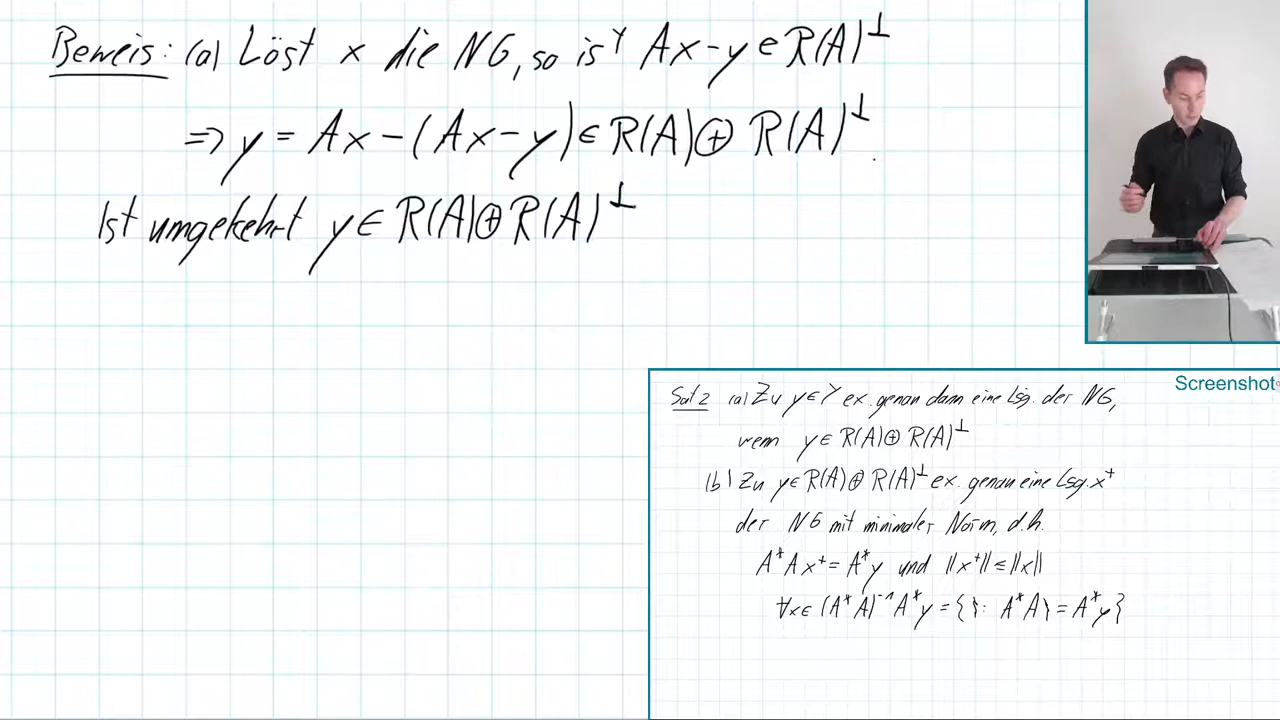 Beweis: (a) Löst x die NG, so ist Ax-y ∈ R(A)^⊥
⇒ y = Ax - (Ax-y) ∈ R(A) ⊕ R(A)^⊥.
Ist umgekehrt y ∈ R(A) ⊕ R(A)^⊥
Screenshot
Satz 2 (a) Zu y ∈ Y ex. genau dann eine Lsg. der NG,
wenn y ∈ R(A) ⊕ R(A)^⊥
(b) Zu y ∈ R(A) ⊕ R(A)^⊥ ex. genau eine Lsg. x^+
der NG mit minimaler Norm, d.h.
A*Ax^+ = A*y und ||x^+|| ≤ ||x||
∀x ∈ (A*A)^-1 A*y = {ξ: A*Aξ = A*y}